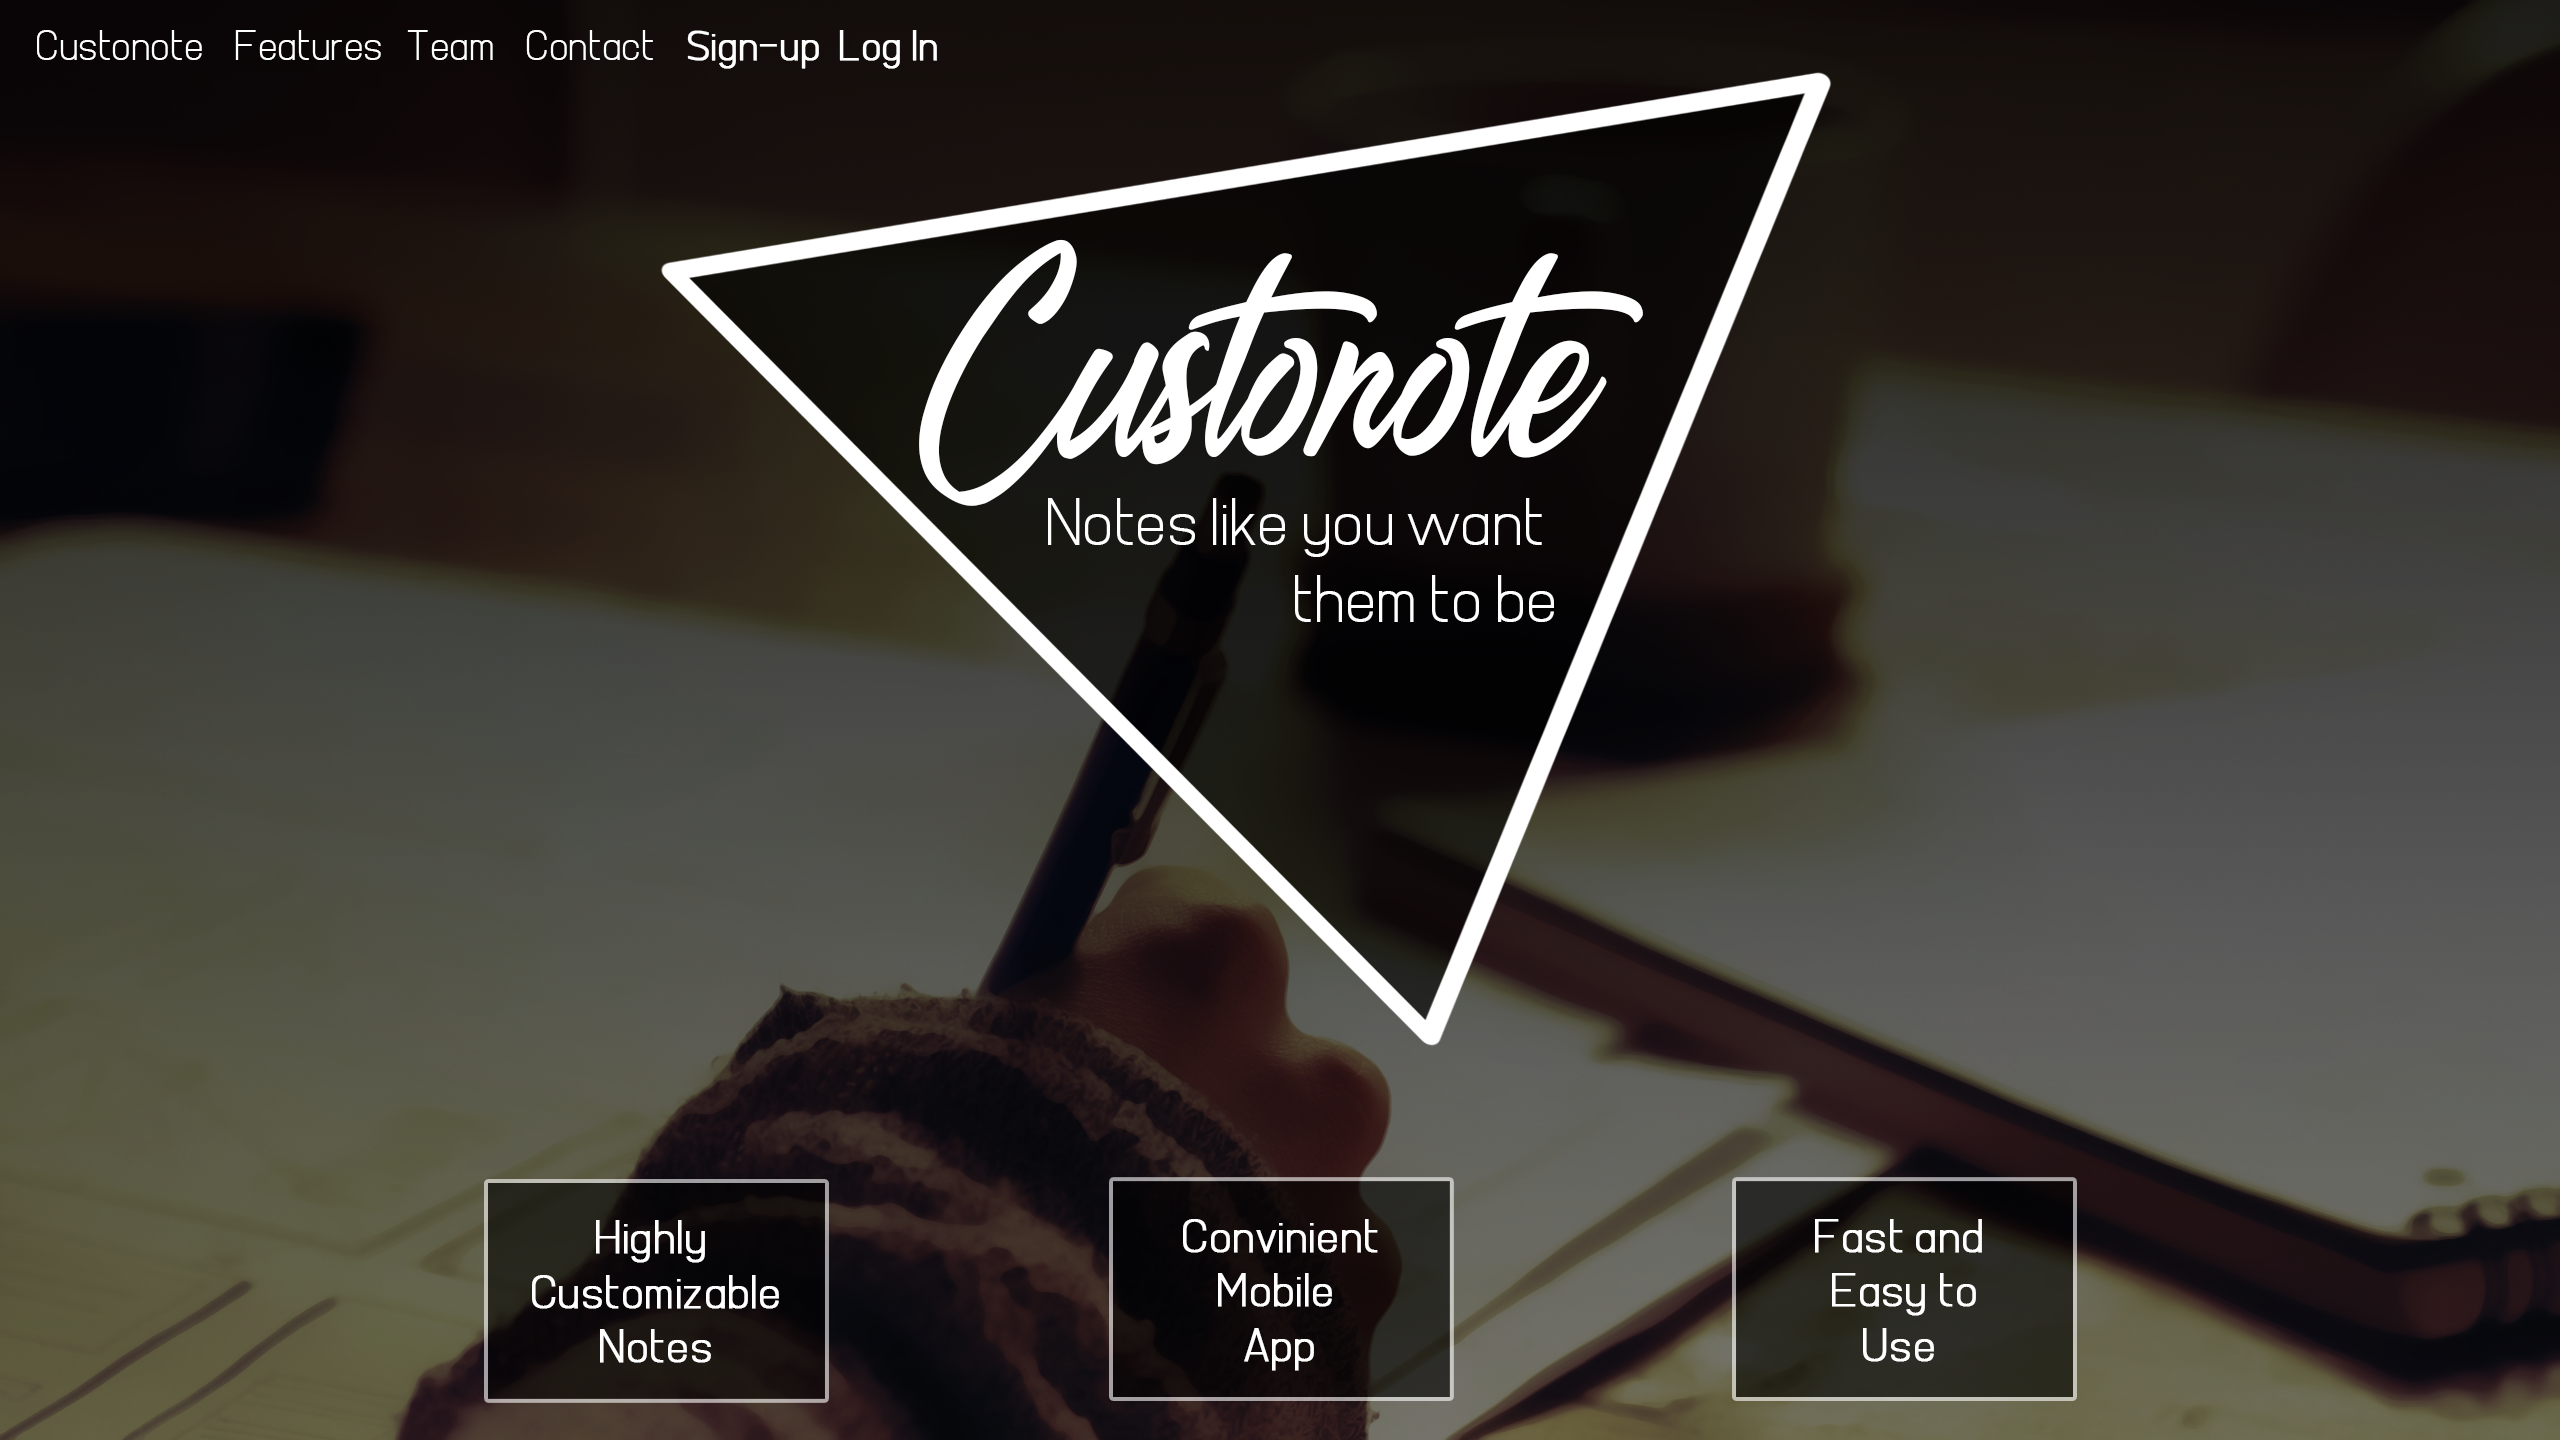 Custonote Features Team Contact Sign-up Log In
Custonote
Notes like you want
them to be
Highly
Customizable
Notes
Convinient
Mobile
App
Fast and
Easy to
Use